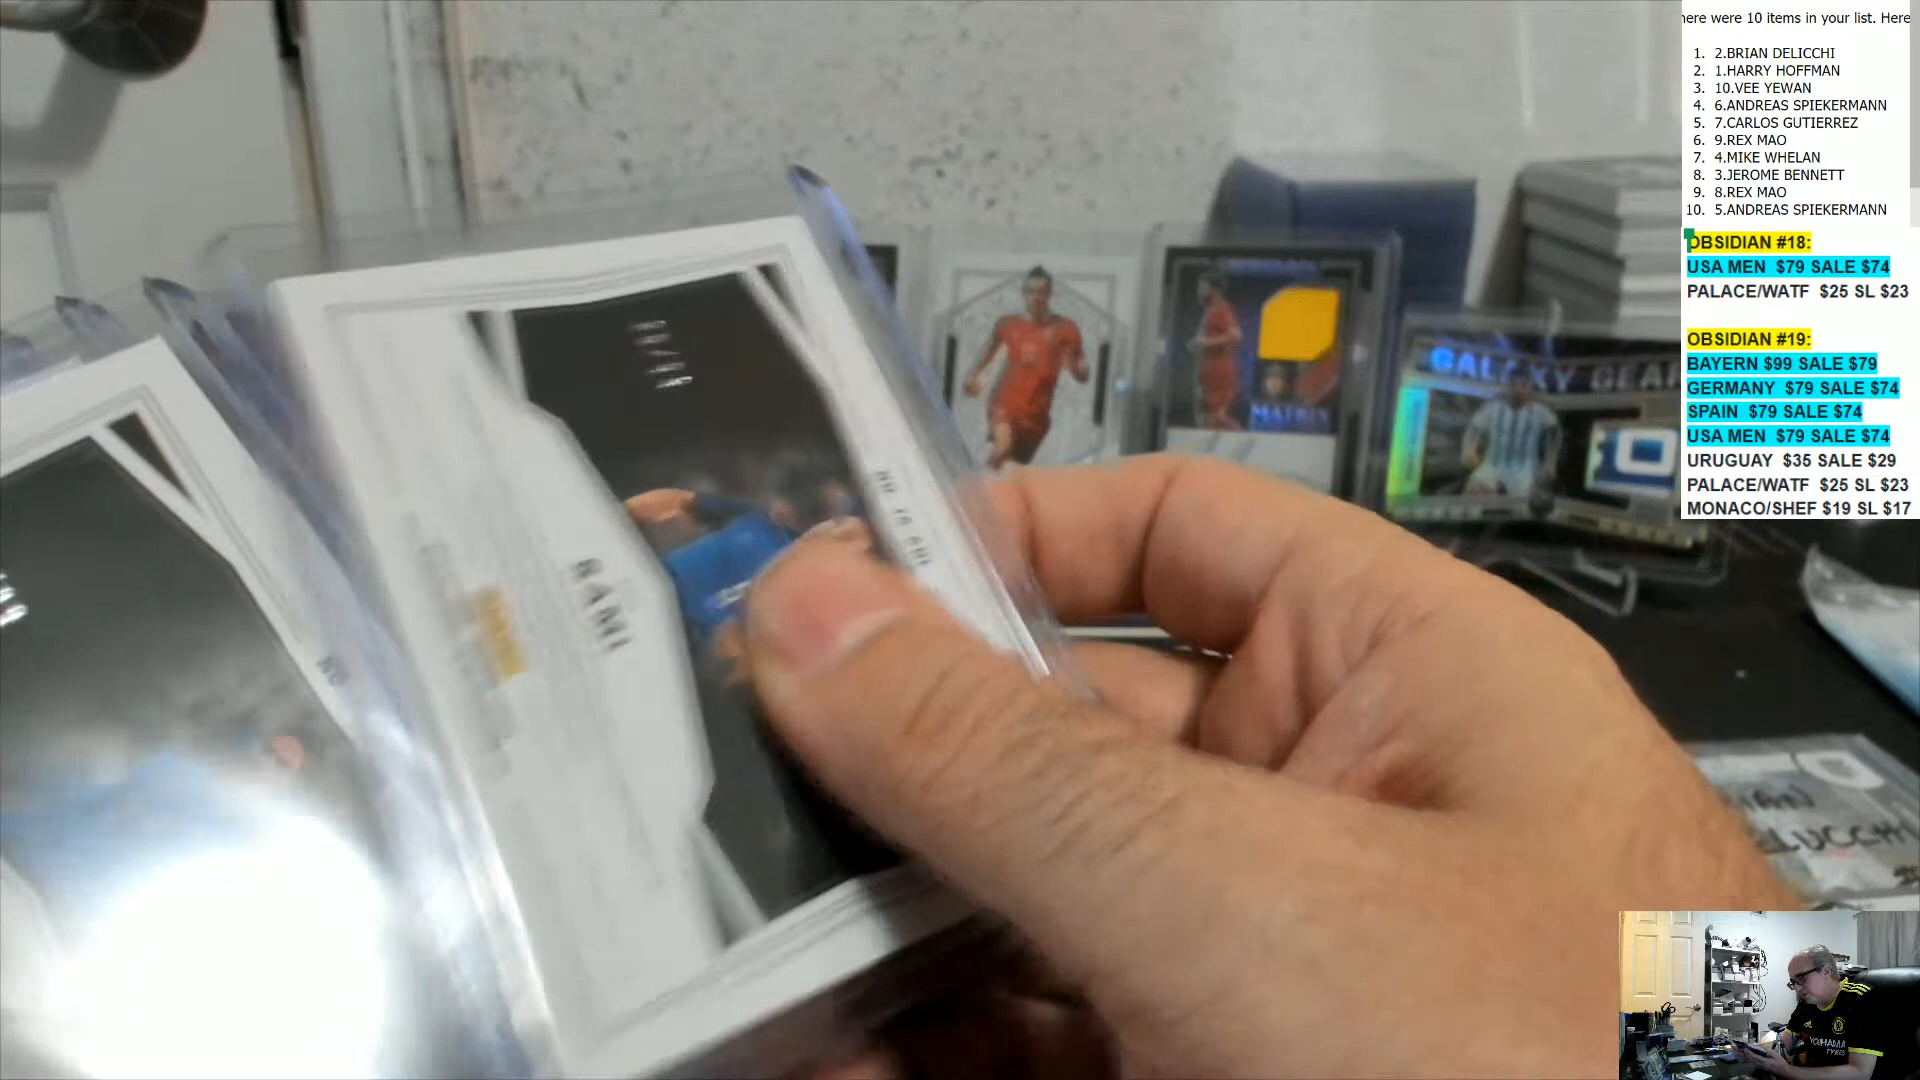 here were 10 items in your list. Here
1. 2.BRIAN DELICCHI
2. 1.HARRY HOFFMAN
3. 10.VEE YEWAN
4. 6.ANDREAS SPIEKERMANN
5. 7.CARLOS GUTIERREZ
6. 9.REX MAO
7. 4.MIKE WHELAN
8. 3.JEROME BENNETT
9. 8.REX MAO
10. 5.ANDREAS SPIEKERMANN
OBSIDIAN #18:
USA MEN $79 SALE $74
PALACE/WATF $25 SL $23
OBSIDIAN #19:
BAYERN $99 SALE $79
GERMANY $79 SALE $74
SPAIN $79 SALE $74
USA MEN $79 SALE $74
URUGUAY $35 SALE $29
PALACE/WATF $25 SL $23
MONACO/SHEF $19 SL $17
GALAXY GEAR
MATRIX
RAMI
YOKOHAMA
TYRES